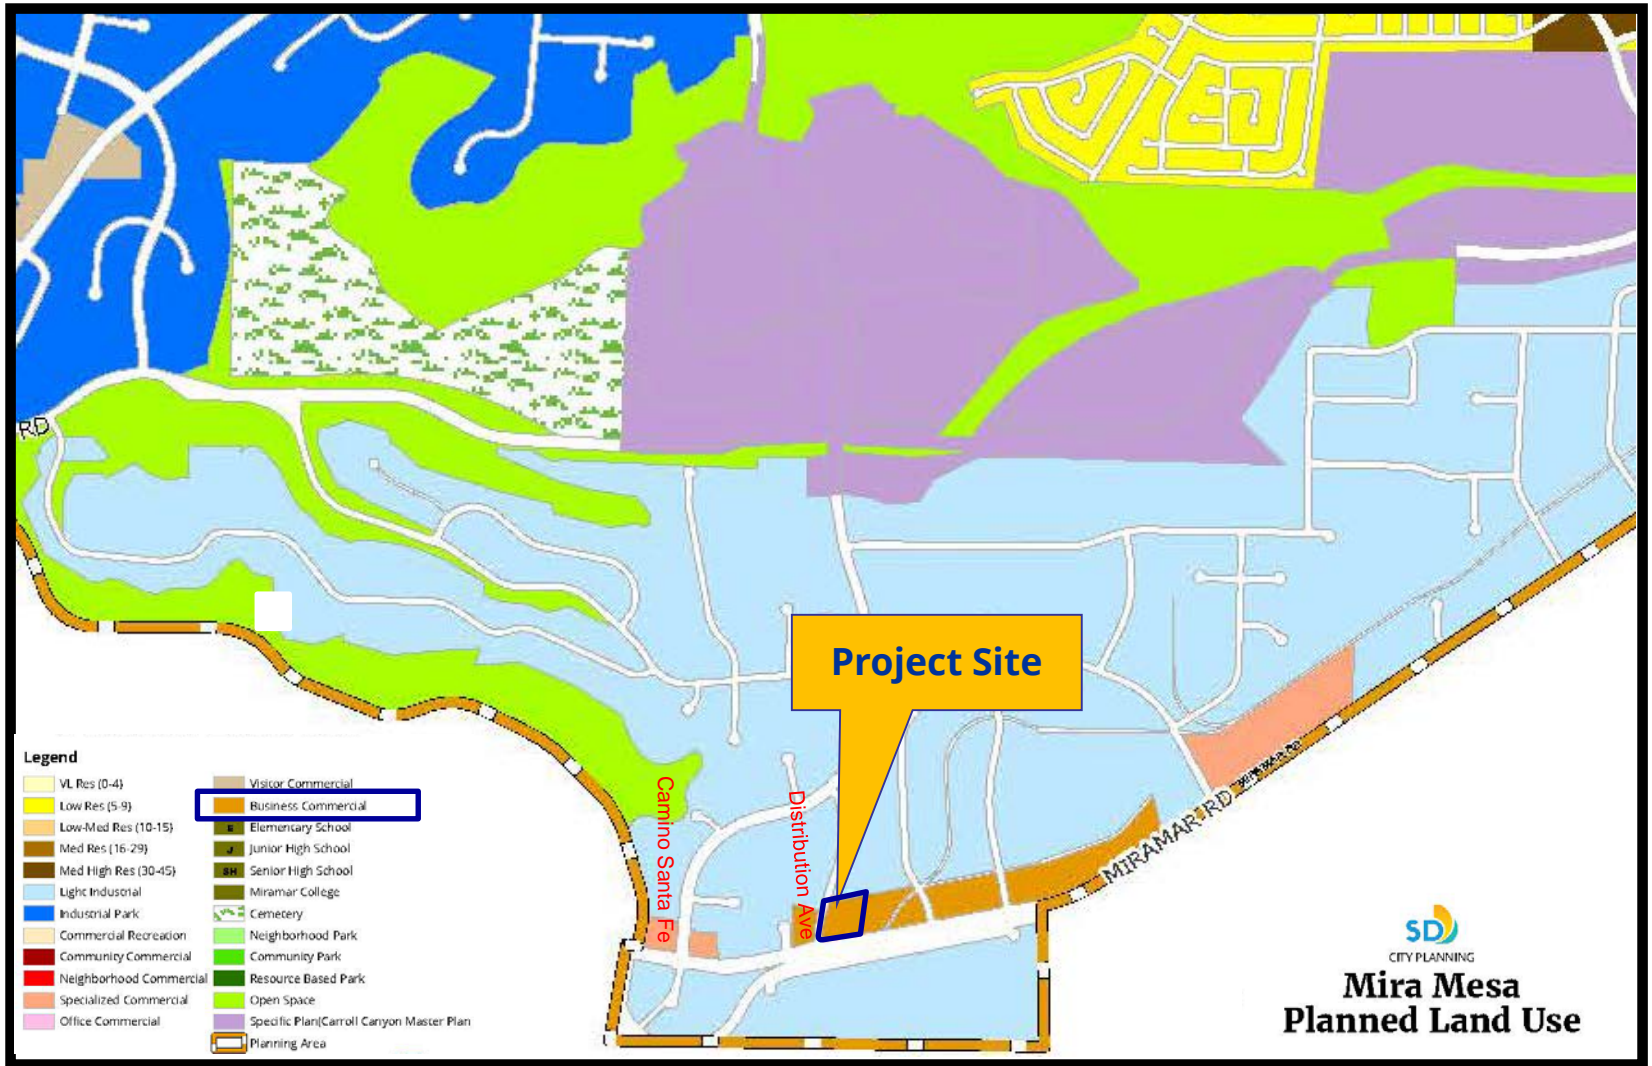 RD
Project Site
Camino Santa Fe
Distribution Ave
MIRAMAR RD
Legend
VL Res (0-4)
Low Res (5-9)
Low-Med Res (10-15)
Med Res (16-29)
Med High Res (30-45)
Light Industrial
Industrial Park
Commercial Recreation
Community Commercial
Neighborhood Commercial
Specialized Commercial
Office Commercial
Visitor Commercial
Business Commercial
E Elementary School
J Junior High School
SH Senior High School
Miramar College
Cemetery
Neighborhood Park
Community Park
Resource Based Park
Open Space
Specific Plan(Carroll Canyon Master Plan
Planning Area
SD
CITY PLANNING
Mira Mesa
Planned Land Use